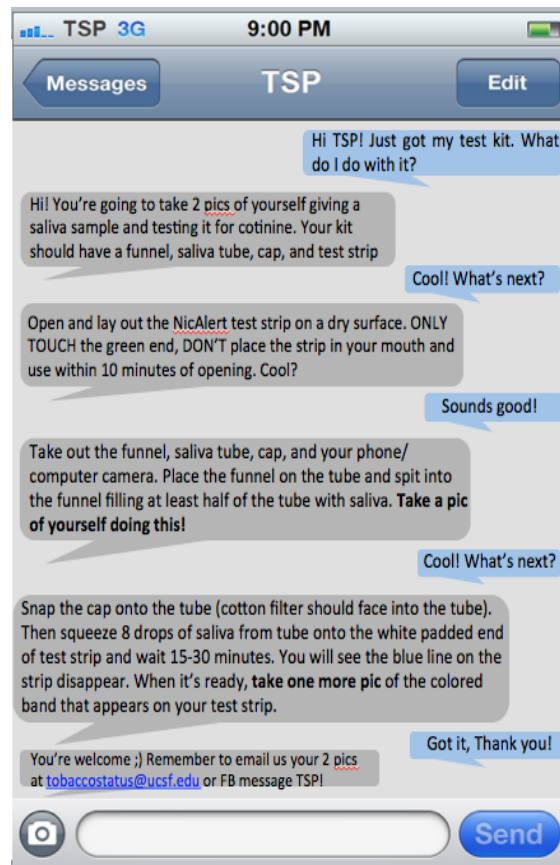 TSP 3G 9:00 PM
Messages TSP Edit
Hi TSP! Just got my test kit. What
do I do with it?
Hi! You’re going to take 2 pics of yourself giving a
saliva sample and testing it for cotinine. Your kit
should have a funnel, saliva tube, cap, and test strip
Cool! What’s next?
Open and lay out the NicAlert test strip on a dry surface. ONLY
TOUCH the green end, DON’T place the strip in your mouth and
use within 10 minutes of opening. Cool?
Sounds good!
Take out the funnel, saliva tube, cap, and your phone/
computer camera. Place the funnel on the tube and spit into
the funnel filling at least half of the tube with saliva. Take a pic
of yourself doing this!
Cool! What’s next?
Snap the cap onto the tube (cotton filter should face into the tube).
Then squeeze 8 drops of saliva from tube onto the white padded end
of test strip and wait 15-30 minutes. You will see the blue line on the
strip disappear. When it’s ready, take one more pic of the colored
band that appears on your test strip.
Got it, Thank you!
You’re welcome ;) Remember to email us your 2 pics
at tobaccostatus@ucsf.edu or FB message TSP!
Send